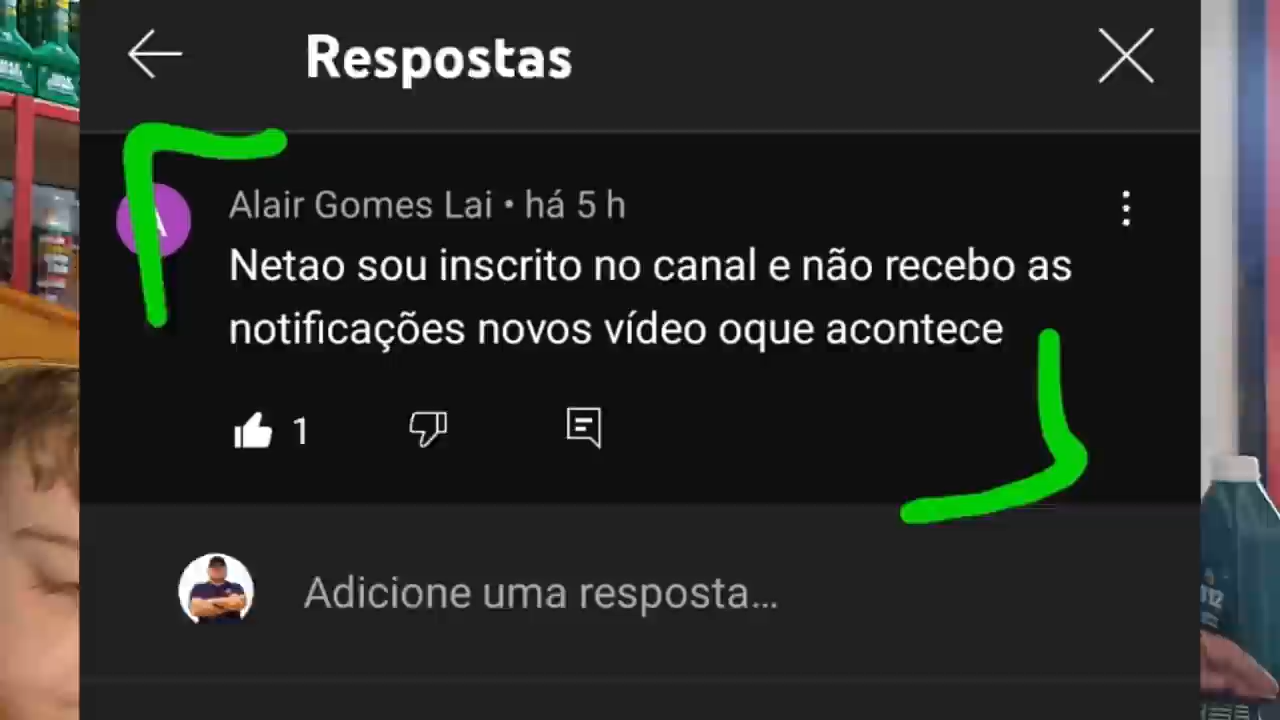 Respostas
Alair Gomes Lai • há 5 h
Netao sou inscrito no canal e não recebo as
notificações novos vídeo oque acontece
1
Adicione uma resposta...